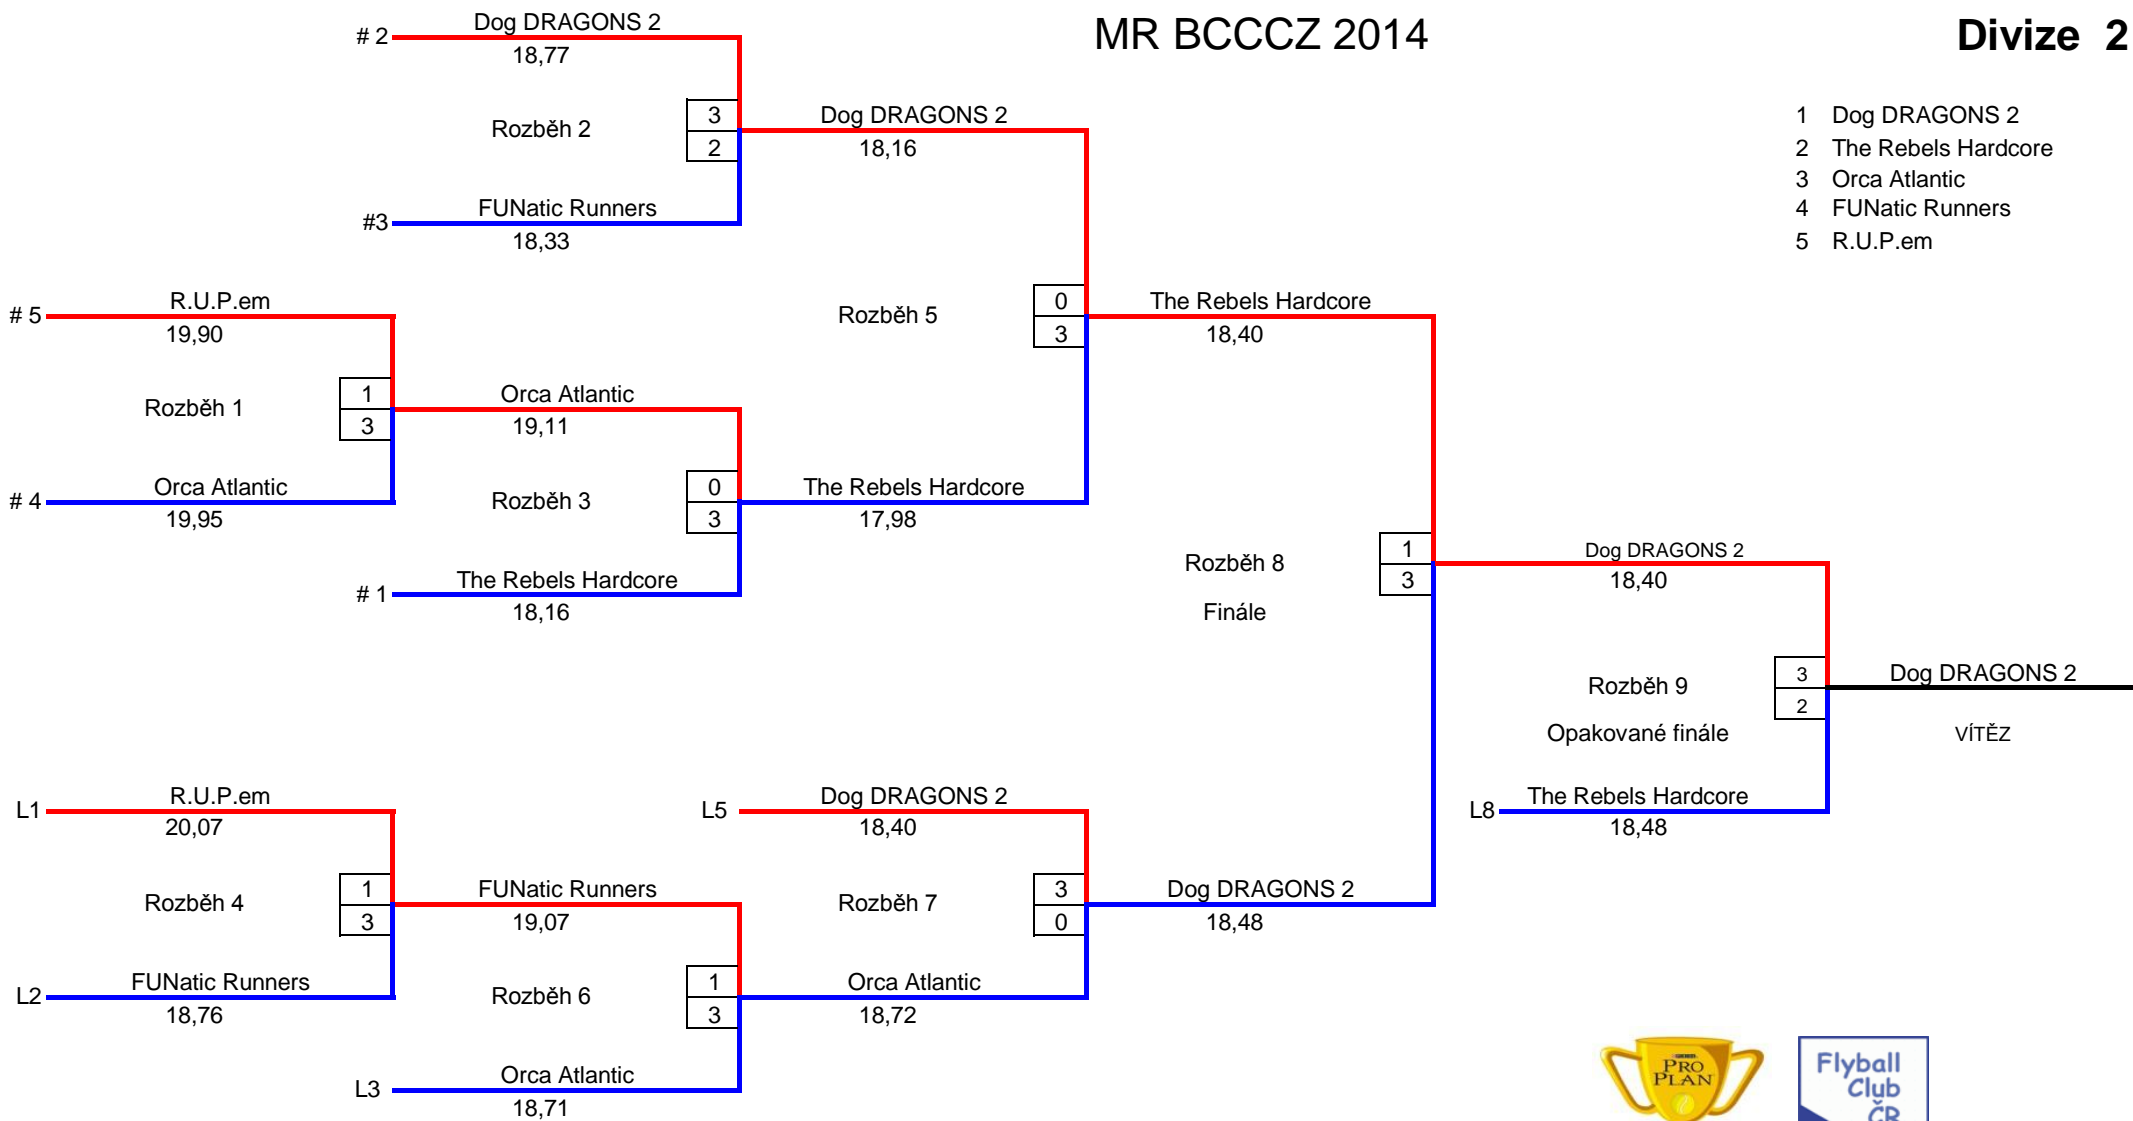 MR BCCCZ 2014
Divize 2
1 Dog DRAGONS 2
2 The Rebels Hardcore
3 Orca Atlantic
4 FUNatic Runners
5 R.U.P.em
# 2
Dog DRAGONS 2
18,77
Rozběh 2
3
2
#3
FUNatic Runners
18,33
Dog DRAGONS 2
18,16
# 5
R.U.P.em
19,90
Rozběh 1
1
3
# 4
Orca Atlantic
19,95
Orca Atlantic
19,11
Rozběh 3
0
3
# 1
The Rebels Hardcore
18,16
Rozběh 5
0
3
The Rebels Hardcore
17,98
The Rebels Hardcore
18,40
Rozběh 8
Finále
1
3
Dog DRAGONS 2
18,40
Rozběh 9
Opakované finále
3
2
Dog DRAGONS 2
VÍTĚZ
L8
The Rebels Hardcore
18,48
L1
R.U.P.em
20,07
Rozběh 4
1
3
L2
FUNatic Runners
18,76
FUNatic Runners
19,07
Rozběh 6
1
3
L3
Orca Atlantic
18,71
L5
Dog DRAGONS 2
18,40
Rozběh 7
3
0
Orca Atlantic
18,72
Dog DRAGONS 2
18,48
PRO
PLAN
Flyball
Club
ČR